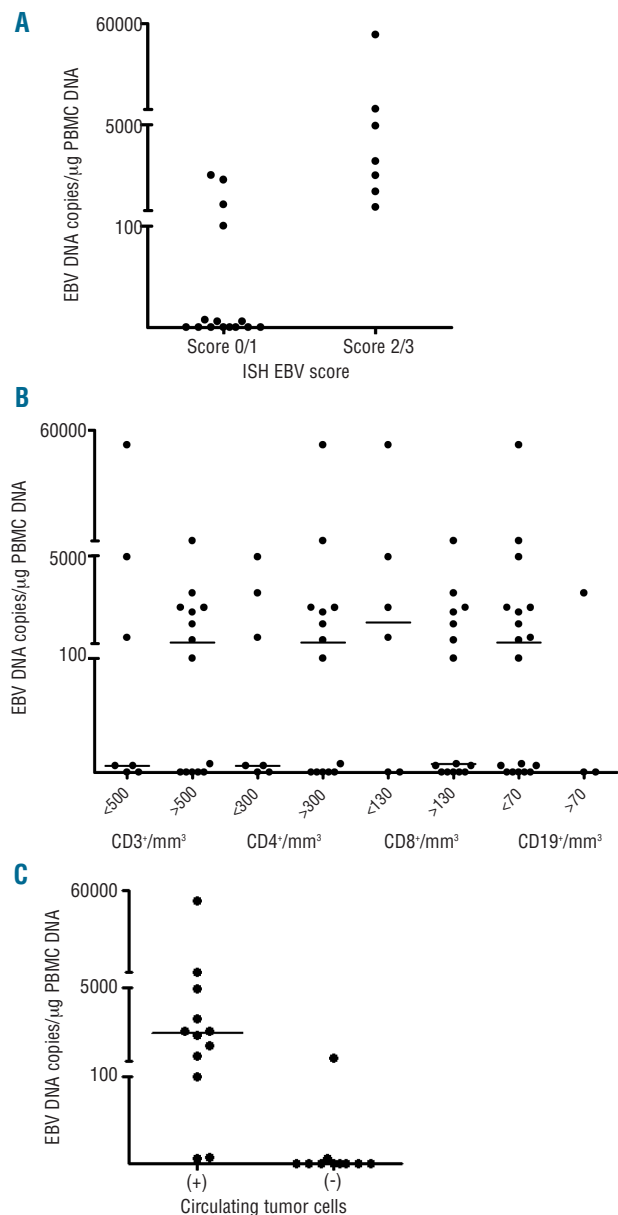 A
EBV DNA copies/μg PBMC DNA
60000
5000
100
Score 0/1 Score 2/3
ISH EBV score
B
EBV DNA copies/μg PBMC DNA
60000
5000
100
<500 >500 <300 >300 <130 >130 <70 >70
CD3⁺/mm³ CD4⁺/mm³ CD8⁺/mm³ CD19⁺/mm³
C
EBV DNA copies/μg PBMC DNA
60000
5000
100
(+) (-)
Circulating tumor cells